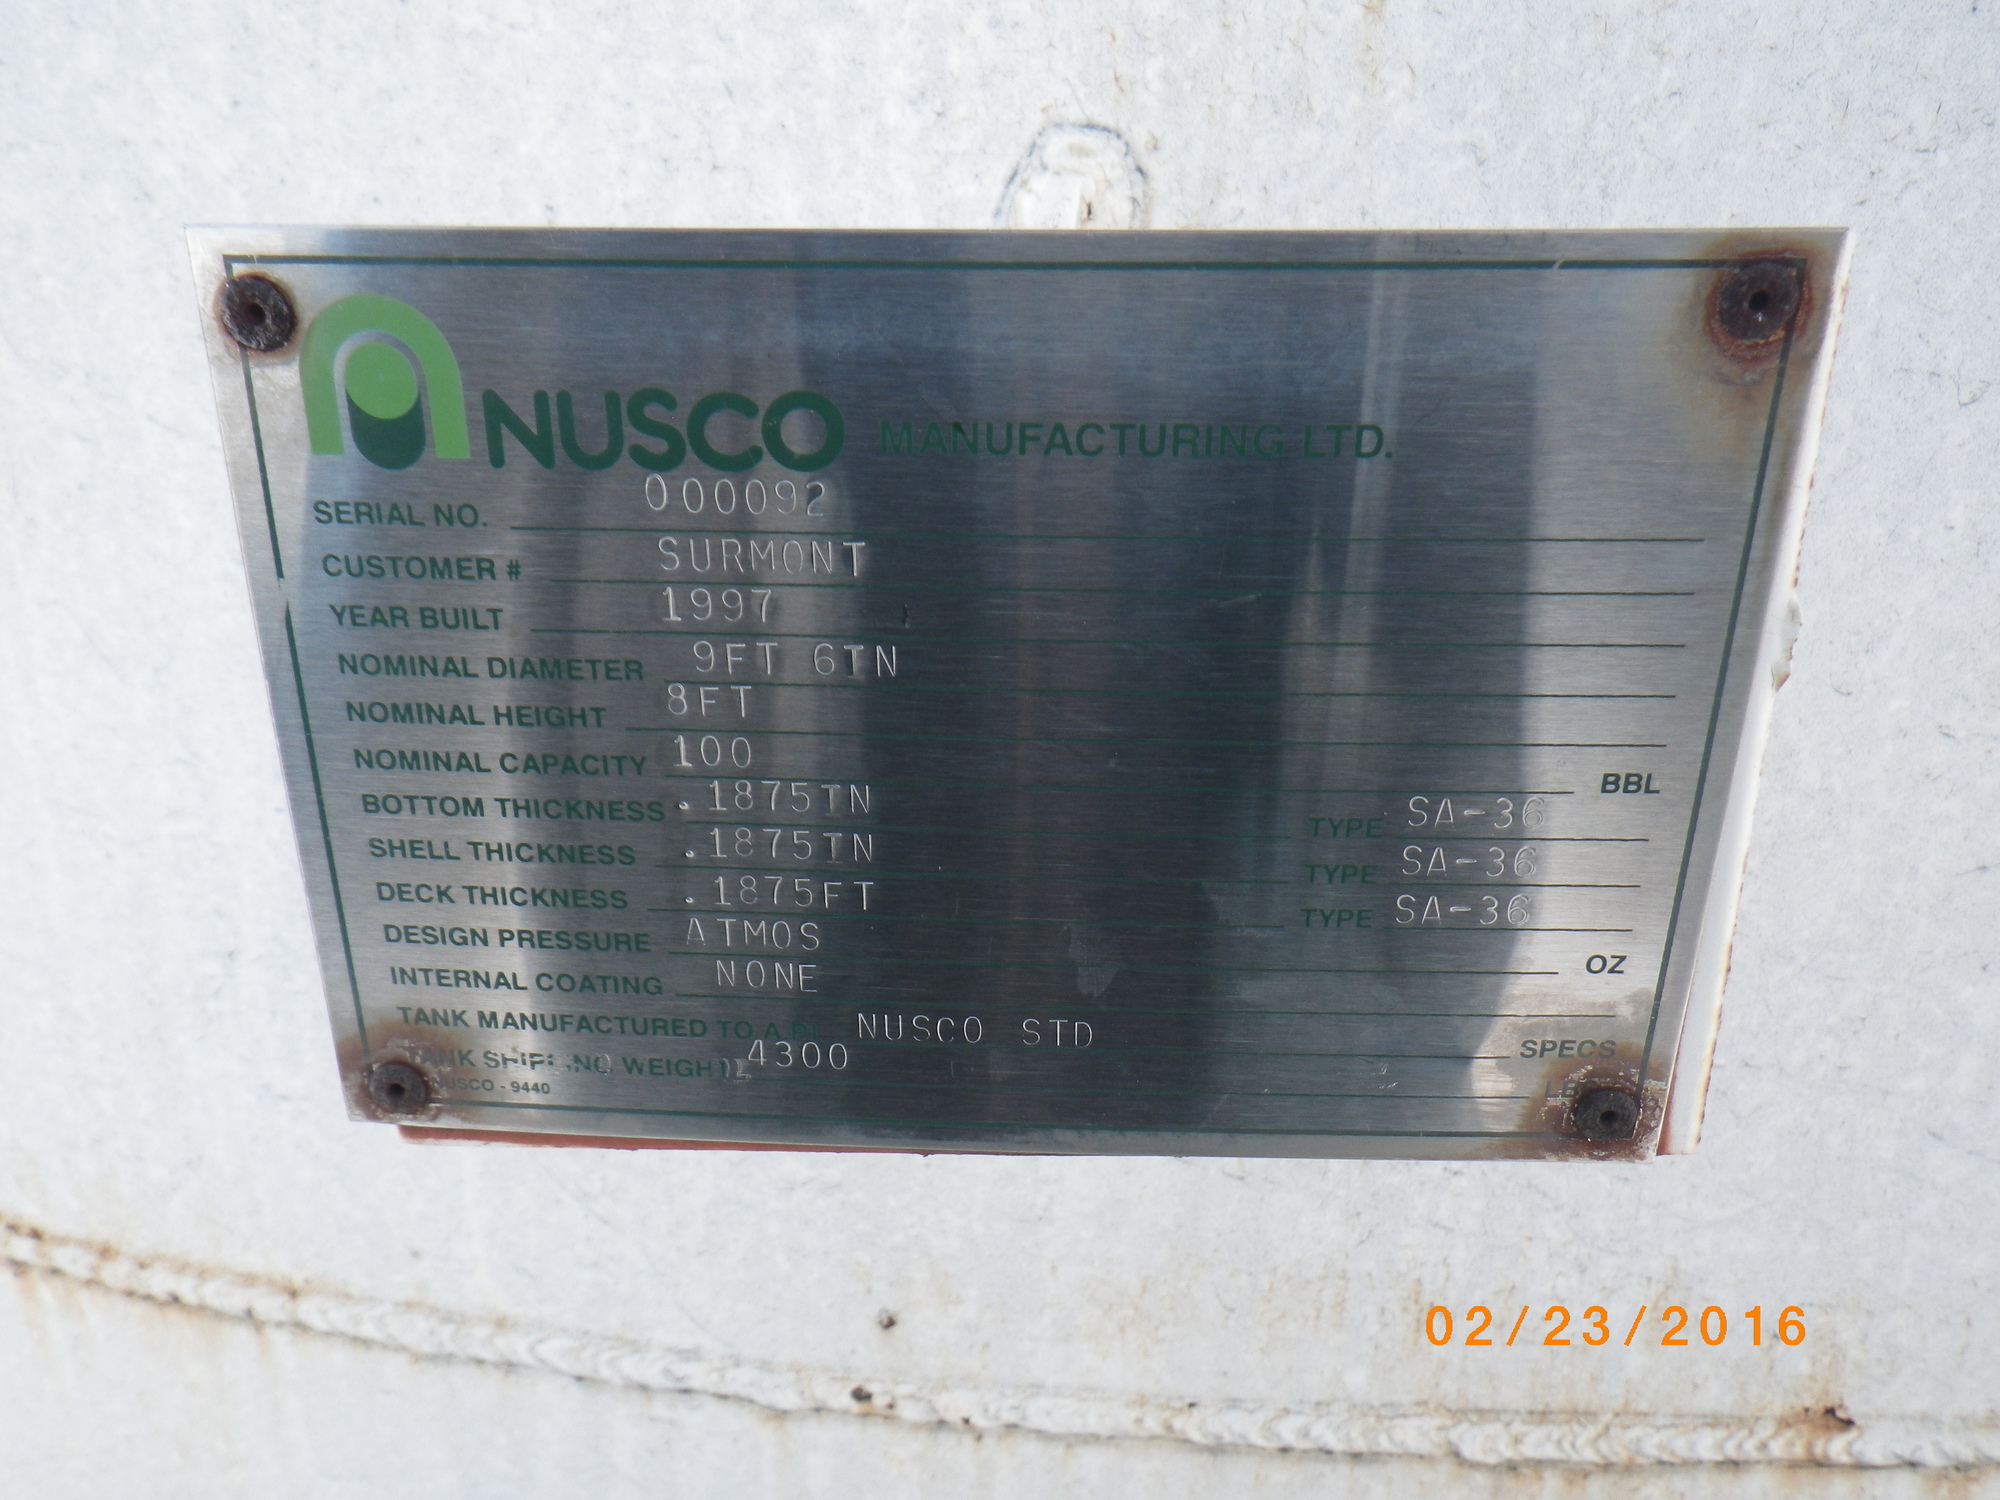 NUSCO MANUFACTURING LTD.
SERIAL NO. 000092
CUSTOMER # SURMONT
YEAR BUILT 1997
NOMINAL DIAMETER 9FT 6IN
NOMINAL HEIGHT 8FT
NOMINAL CAPACITY 100 BBL
BOTTOM THICKNESS .1875IN TYPE SA-36
SHELL THICKNESS .1875IN TYPE SA-36
DECK THICKNESS .1875FT TYPE SA-36
DESIGN PRESSURE ATMOS OZ
INTERNAL COATING NONE
TANK MANUFACTURED TO A.P.I. NUSCO STD SPECS
TANK SHIPPING WEIGHT 4300
NUSCO - 9440
02/23/2016